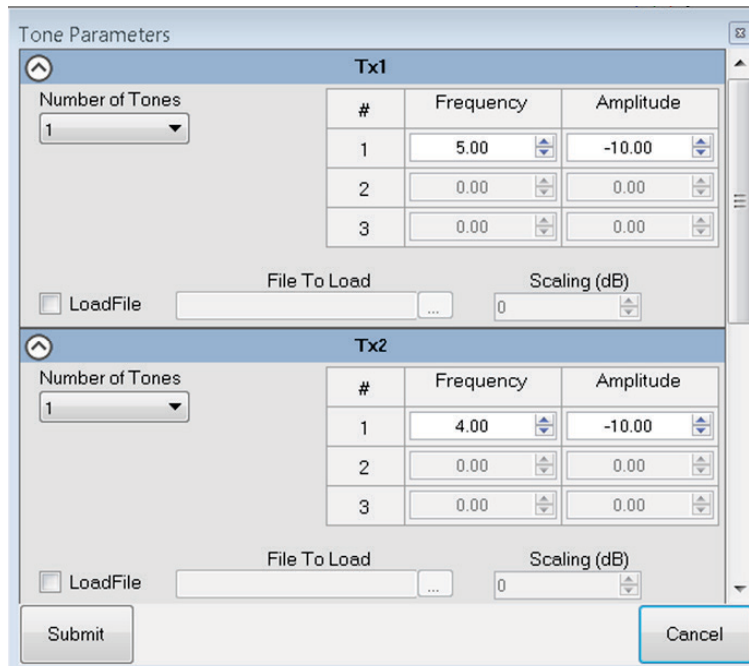 Tone Parameters
Tx1
Number of Tones
1
# Frequency Amplitude
1 5.00 -10.00
2 0.00 0.00
3 0.00 0.00
File To Load Scaling (dB)
LoadFile ... 0
Tx2
Number of Tones
1
# Frequency Amplitude
1 4.00 -10.00
2 0.00 0.00
3 0.00 0.00
File To Load Scaling (dB)
LoadFile ... 0
Submit Cancel